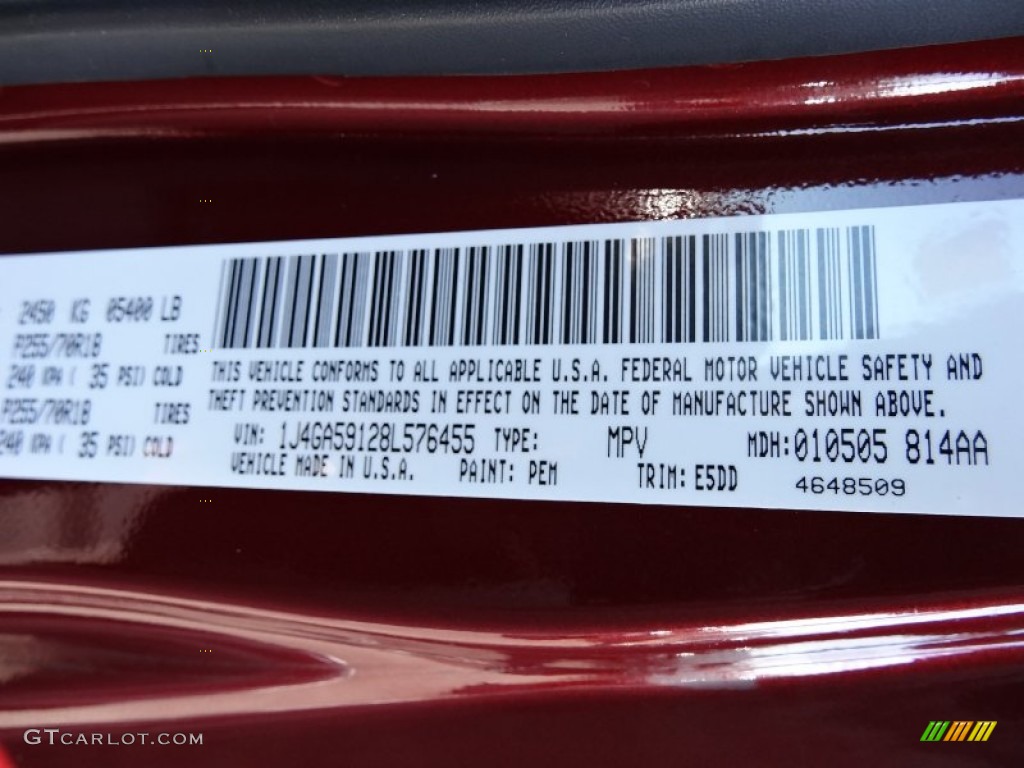 2450 KG 05400 LB
P255/70R18 TIRES
240 KPA ( 35 PSI) COLD
P255/70R18 TIRES
240 KPA ( 35 PSI) COLD
THIS VEHICLE CONFORMS TO ALL APPLICABLE U.S.A. FEDERAL MOTOR VEHICLE SAFETY AND
THEFT PREVENTION STANDARDS IN EFFECT ON THE DATE OF MANUFACTURE SHOWN ABOVE.
VIN: 1J4GA59128L576455 TYPE: MPV MDH: 010505 814AA
VEHICLE MADE IN U.S.A. PAINT: PEM TRIM: E5DD 4648509
GTCARLOT.COM